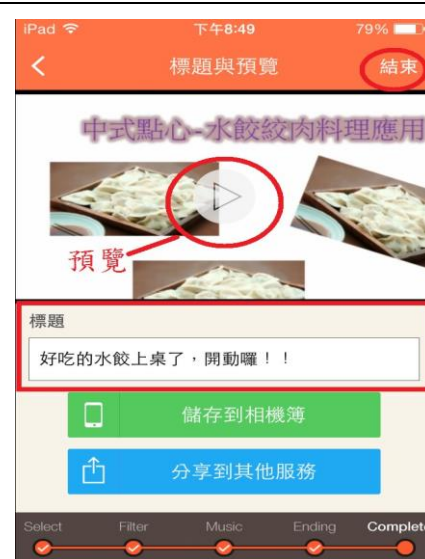 iPad 下午8:49 79%
標題與預覽 結束
中式點心-水餃絞肉料理應用
預覽
標題
好吃的水餃上桌了，開動囉！！
儲存到相機簿
分享到其他服務
Select Filter Music Ending Complete